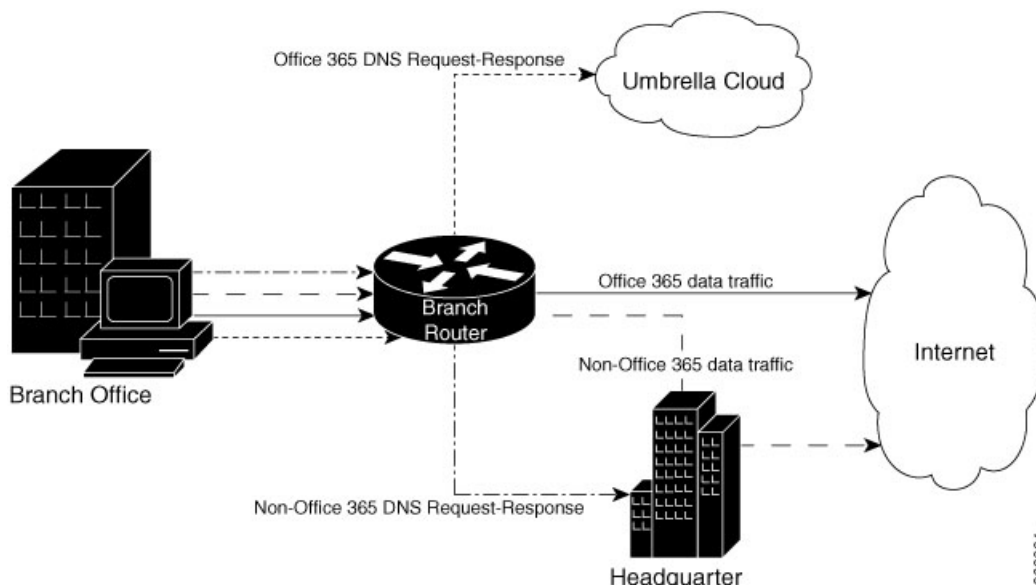 Office 365 DNS Request-Response
Umbrella Cloud
Branch
Router
Office 365 data traffic
Internet
Non-Office 365 data traffic
Branch Office
Non-Office 365 DNS Request-Response
Headquarter